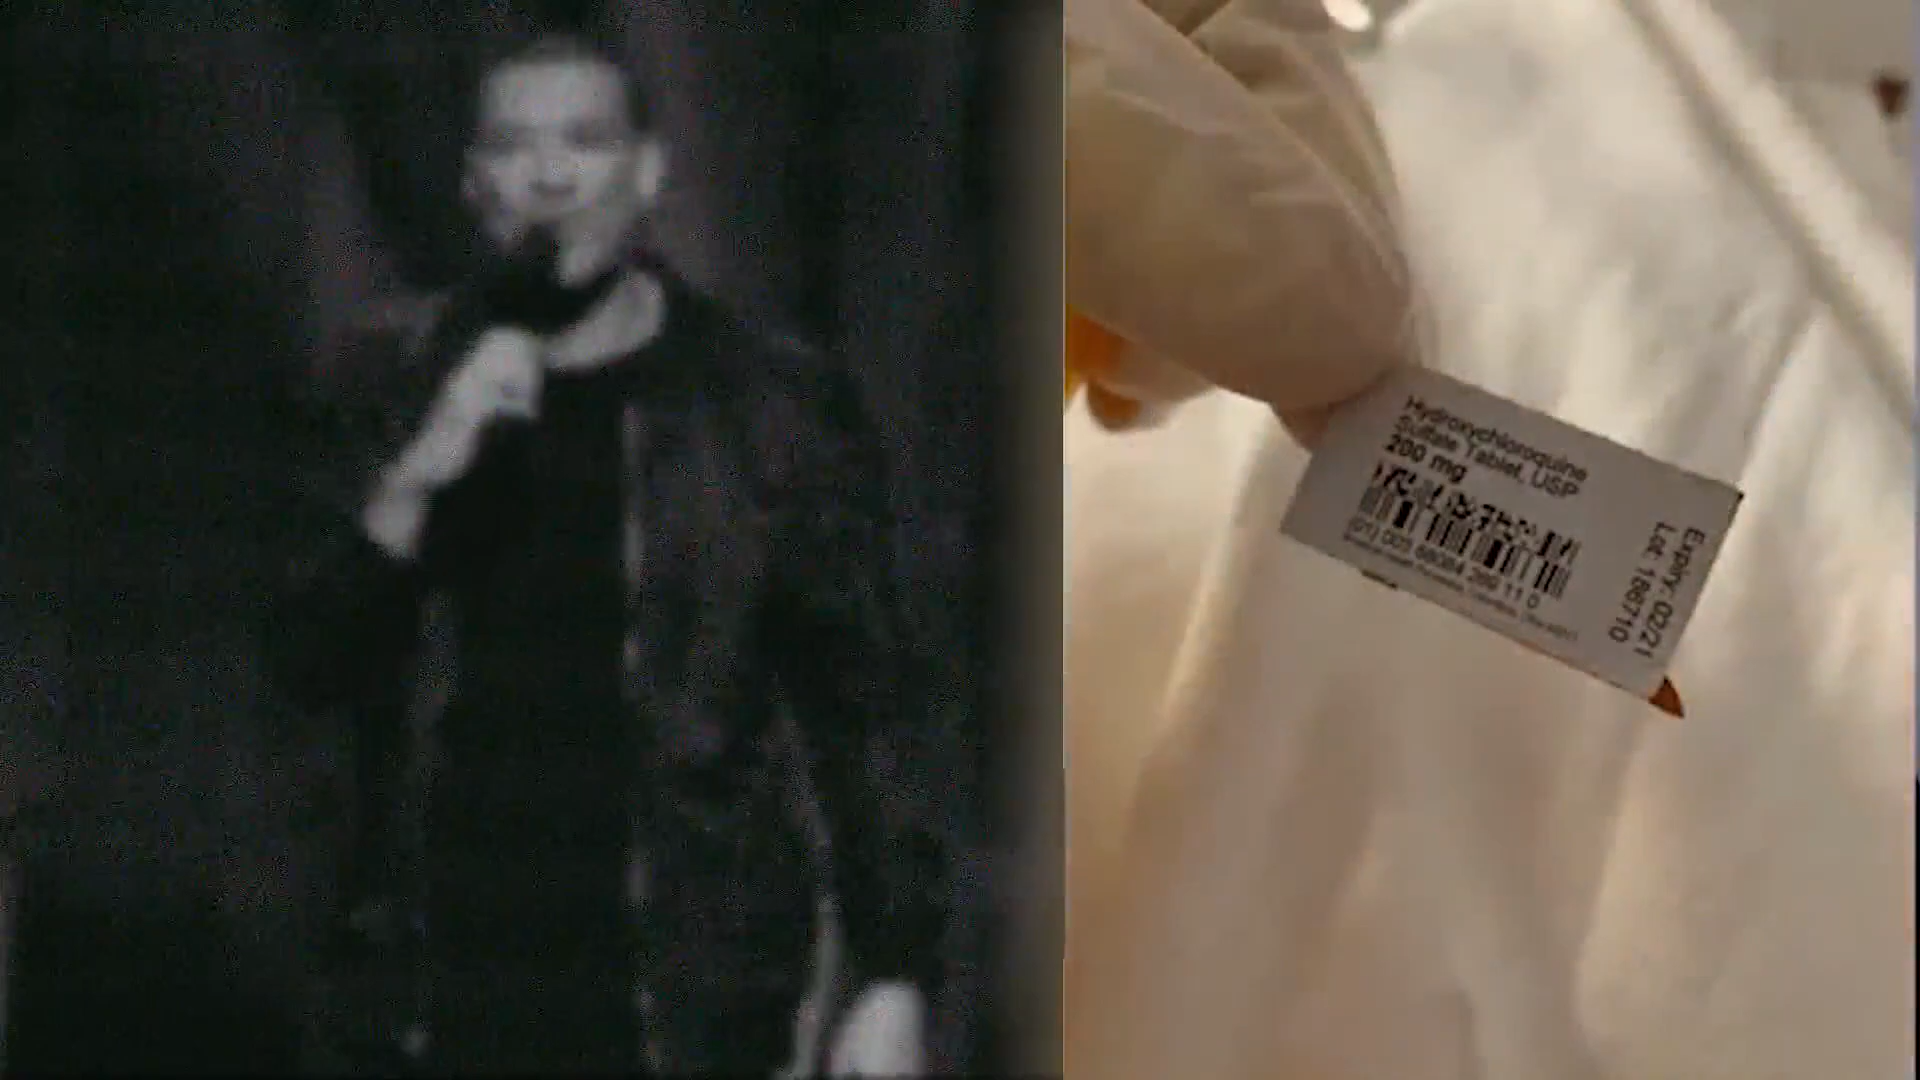 Hydroxychloroquine
Sulfate Tablet, USP
200 mg
Expiry: 02/21
Lot: 186710